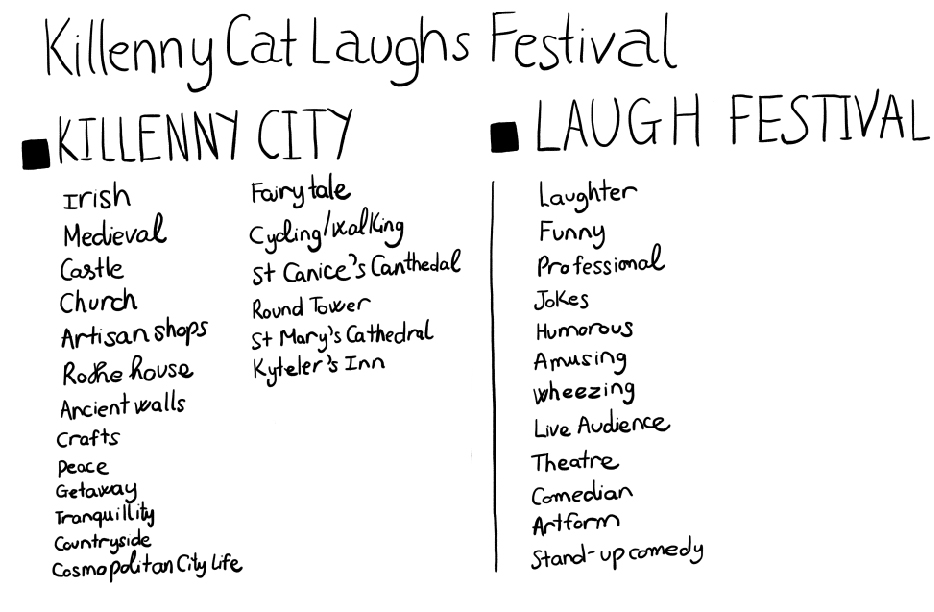 Killenny Cat Laughs Festival
KILLENNY CITY
Irish
Medieval
Castle
Church
Artisan shops
Rothe house
Ancient walls
Crafts
Peace
Getaway
Tranquillity
Countryside
Cosmopolitan City Life
Fairy tale
Cycling/walking
St Canice's Canthedal
Round Tower
St Mary's Cathedral
Kyteler's Inn
LAUGH FESTIVAL
Laughter
Funny
Professional
Jokes
Humorous
Amusing
Wheezing
Live Audience
Theatre
Comedian
Artform
Stand-up comedy